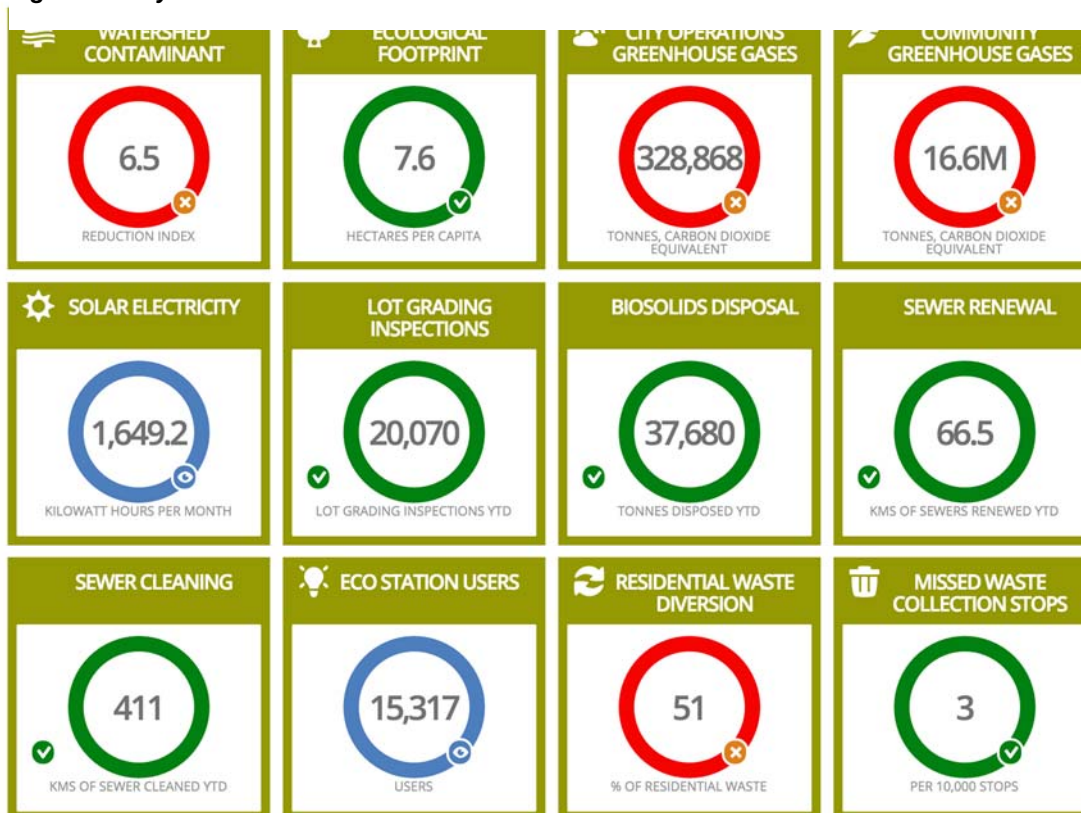 WATERSHED
CONTAMINANT
6.5
REDUCTION INDEX
ECOLOGICAL
FOOTPRINT
7.6
HECTARES PER CAPITA
CITY OPERATIONS
GREENHOUSE GASES
328,868
TONNES, CARBON DIOXIDE
EQUIVALENT
COMMUNITY
GREENHOUSE GASES
16.6M
TONNES, CARBON DIOXIDE
EQUIVALENT
SOLAR ELECTRICITY
1,649.2
KILOWATT HOURS PER MONTH
LOT GRADING
INSPECTIONS
20,070
LOT GRADING INSPECTIONS YTD
BIOSOLIDS DISPOSAL
37,680
TONNES DISPOSED YTD
SEWER RENEWAL
66.5
KMS OF SEWERS RENEWED YTD
SEWER CLEANING
411
KMS OF SEWER CLEANED YTD
ECO STATION USERS
15,317
USERS
RESIDENTIAL WASTE
DIVERSION
51
% OF RESIDENTIAL WASTE
MISSED WASTE
COLLECTION STOPS
3
PER 10,000 STOPS